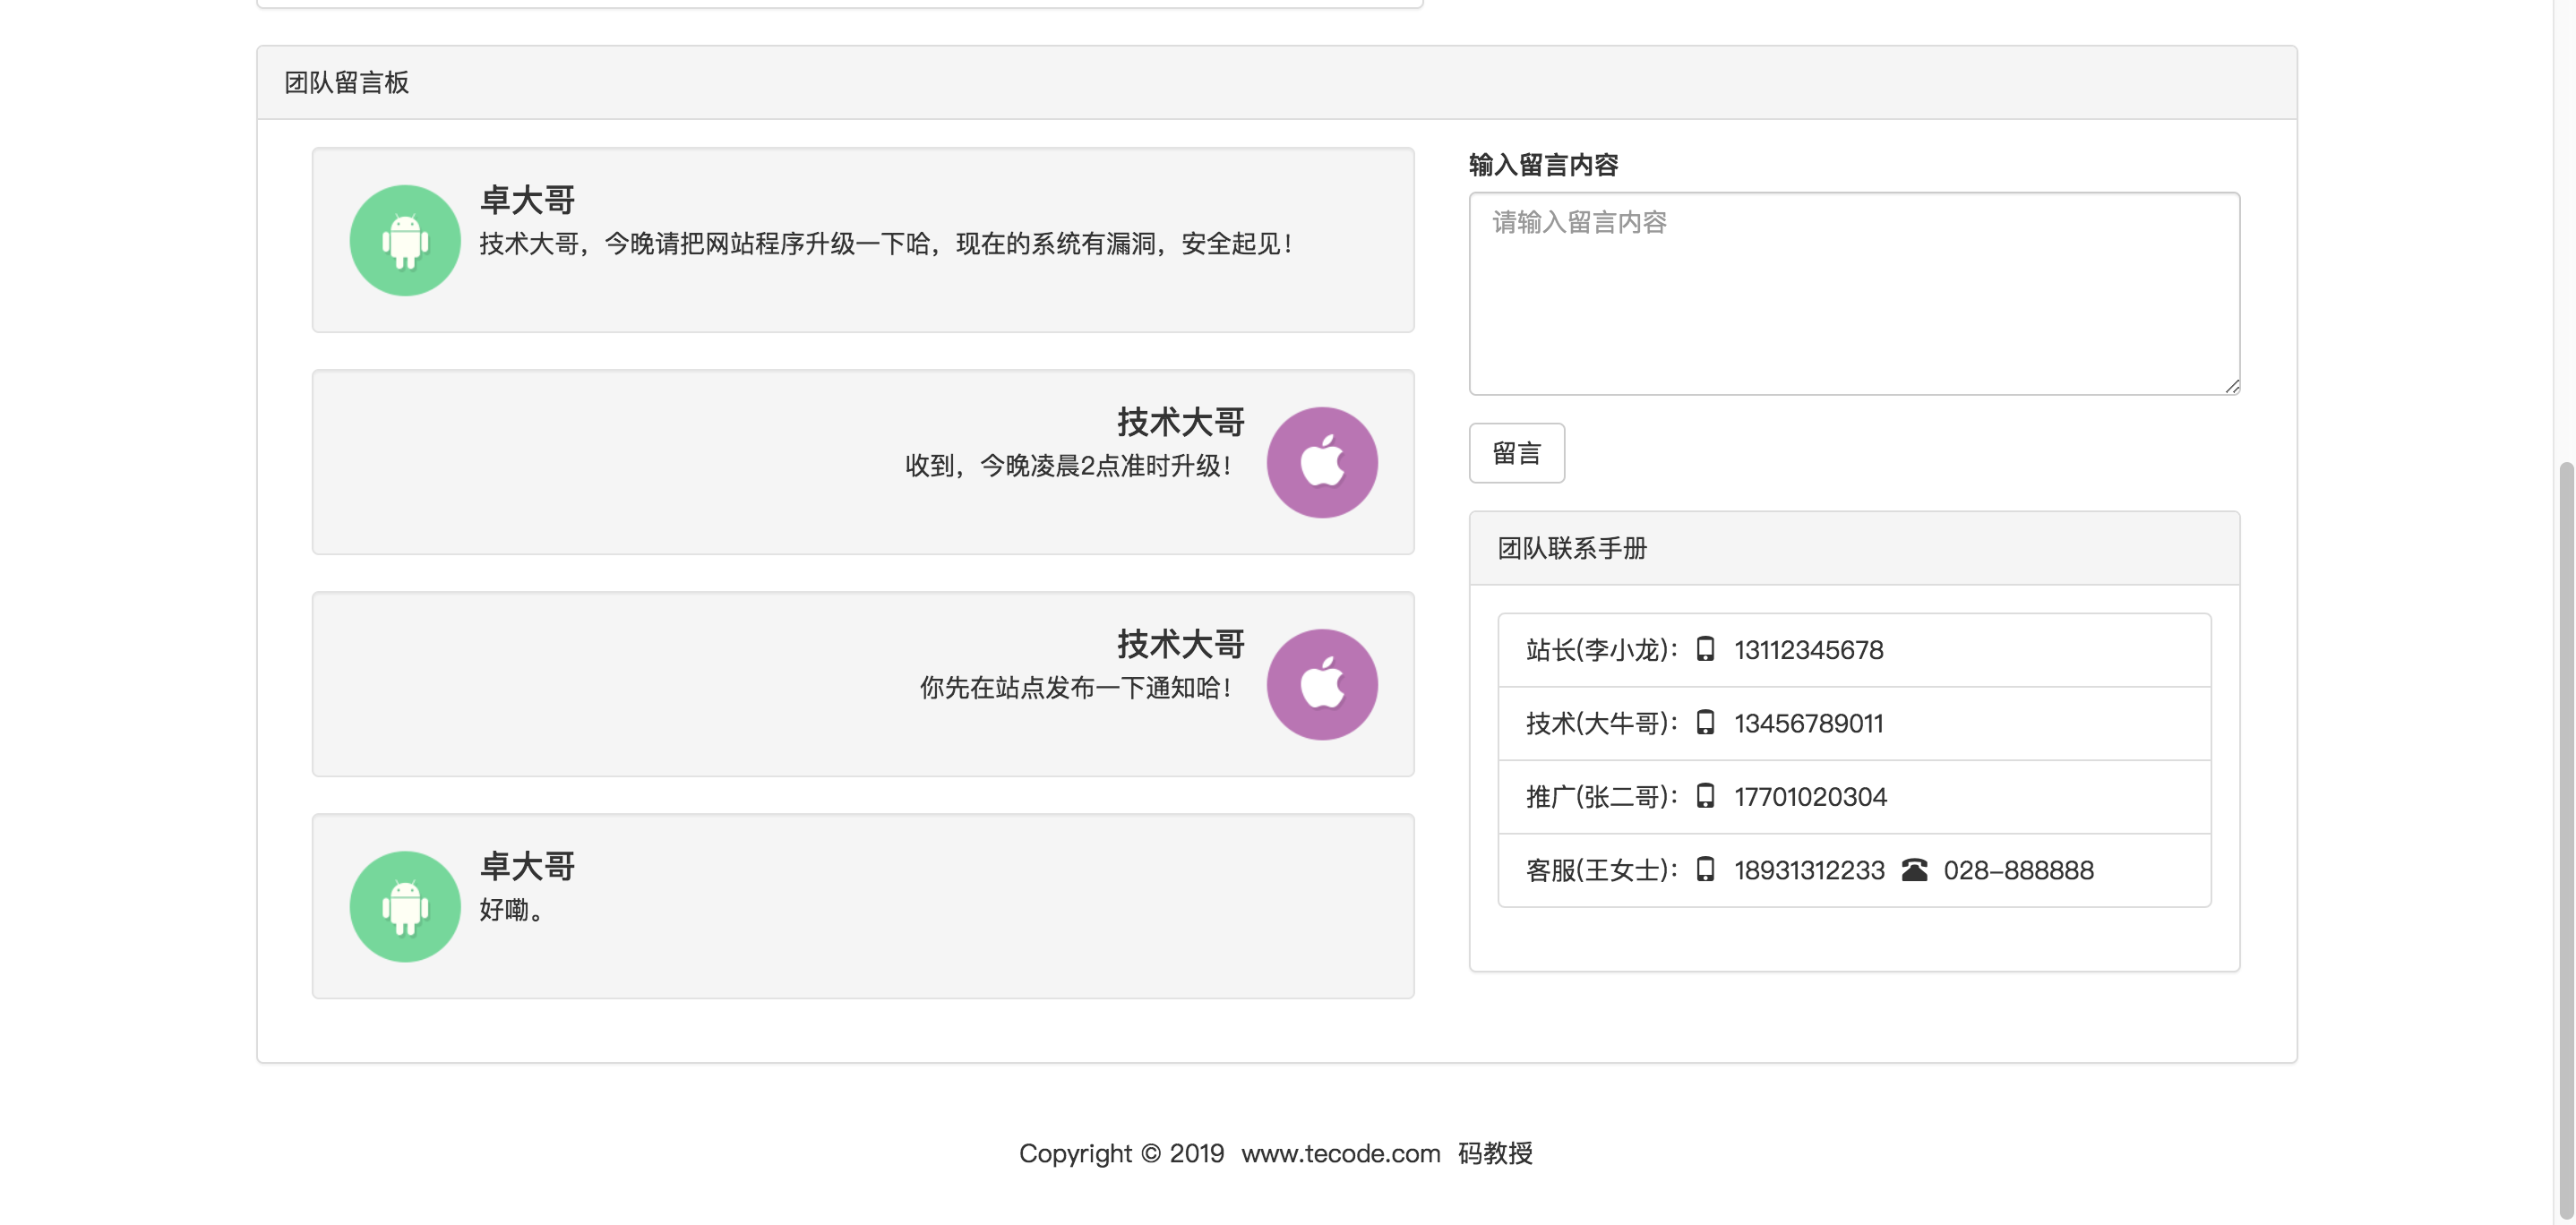 团队留言板
卓大哥
技术大哥，今晚请把网站程序升级一下哈，现在的系统有漏洞，安全起见！
技术大哥
收到，今晚凌晨2点准时升级！
技术大哥
你先在站点发布一下通知哈！
卓大哥
好嘞。
输入留言内容
请输入留言内容
留言
团队联系手册
站长(李小龙)： 13112345678
技术(大牛哥)： 13456789011
推广(张二哥)： 17701020304
客服(王女士)： 18931312233 028-888888
Copyright © 2019 www.tecode.com 码教授